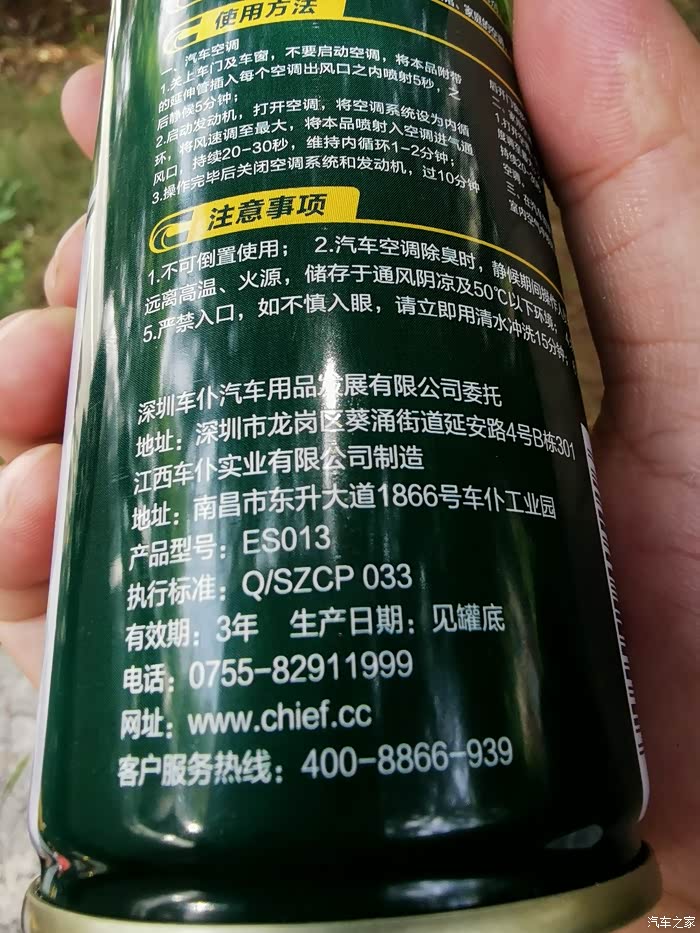 使用方法
一、汽车空调
1.关上车门及车窗，不要启动空调，将本品附带
的延伸管插入每个空调出风口之内喷射5秒，之
后静候5分钟；
2.启动发动机，打开空调，将空调系统设为内循
环，将风速调至最大，将本品喷射入空调进气通
风口，持续20-30秒，维持内循环1-2分钟；
3.操作完毕后关闭空调系统和发动机，过10分钟
注意事项
1.不可倒置使用； 2.汽车空调除臭时，静候期间操作人
远离高温、火源，储存于通风阴凉及50℃以下环境；
5.严禁入口，如不慎入眼，请立即用清水冲洗15分钟；
深圳车仆汽车用品发展有限公司委托
地址：深圳市龙岗区葵涌街道延安路4号B栋301
江西车仆实业有限公司制造
地址：南昌市东升大道1866号车仆工业园
产品型号：ES013
执行标准：Q/SZCP 033
有效期：3年 生产日期：见罐底
电话：0755-82911999
网址：www.chief.cc
客户服务热线：400-8866-939
汽车之家